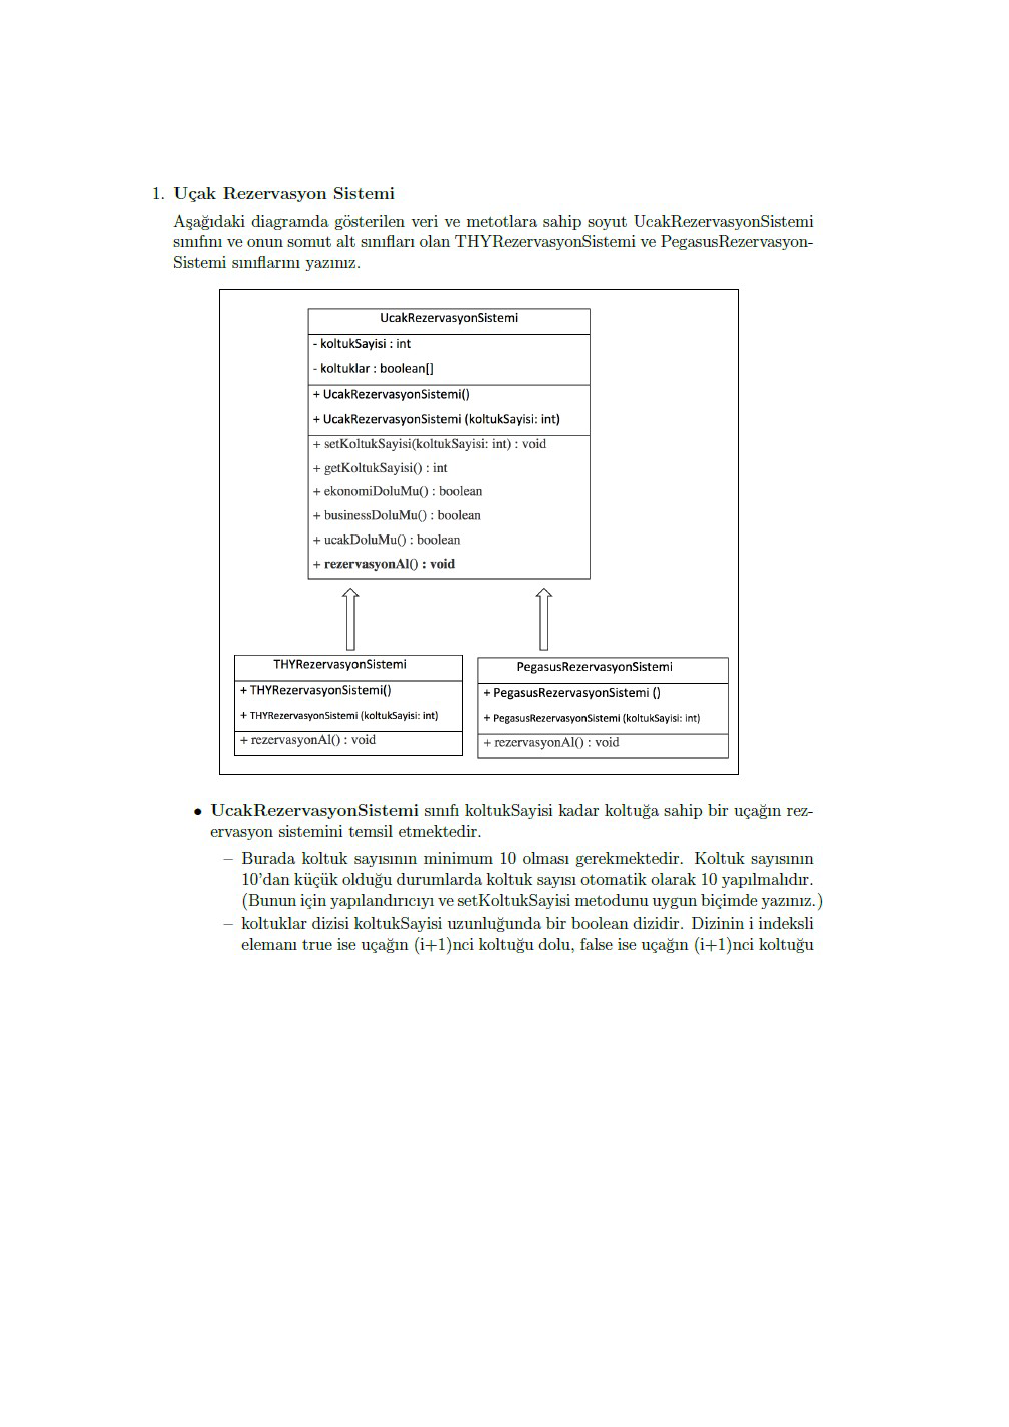 1. Uçak Rezervasyon Sistemi
Aşağıdaki diagramda gösterilen veri ve metotlara sahip soyut UcakRezervasyonSistemi
sınıfını ve onun somut alt sınıfları olan THYRezervasyonSistemi ve PegasusRezervasyon-
Sistemi sınıflarını yazınız.
UcakRezervasyonSistemi
- koltukSayisi : int
- koltuklar : boolean[]
+ UcakRezervasyonSistemi()
+ UcakRezervasyonSistemi (koltukSayisi: int)
+ setKoltukSayisi(koltukSayisi: int) : void
+ getKoltukSayisi() : int
+ ekonomiDoluMu() : boolean
+ businessDoluMu() : boolean
+ ucakDoluMu() : boolean
+ rezervasyonAl() : void
THYRezervasyonSistemi
+ THYRezervasyonSistemi()
+ THYRezervasyonSistemi (koltukSayisi: int)
+ rezervasyonAl() : void
PegasusRezervasyonSistemi
+ PegasusRezervasyonSistemi ()
+ PegasusRezervasyonSistemi (koltukSayisi: int)
+ rezervasyonAl() : void
• UcakRezervasyonSistemi sınıfı koltukSayisi kadar koltuğa sahip bir uçağın rez-
ervasyon sistemini temsil etmektedir.
– Burada koltuk sayısının minimum 10 olması gerekmektedir. Koltuk sayısının
10'dan küçük olduğu durumlarda koltuk sayısı otomatik olarak 10 yapılmalıdır.
(Bunun için yapılandırıcıyı ve setKoltukSayisi metodunu uygun biçimde yazınız.)
– koltuklar dizisi koltukSayisi uzunluğunda bir boolean dizidir. Dizinin i indeksli
elemanı true ise uçağın (i+1)nci koltuğu dolu, false ise uçağın (i+1)nci koltuğu